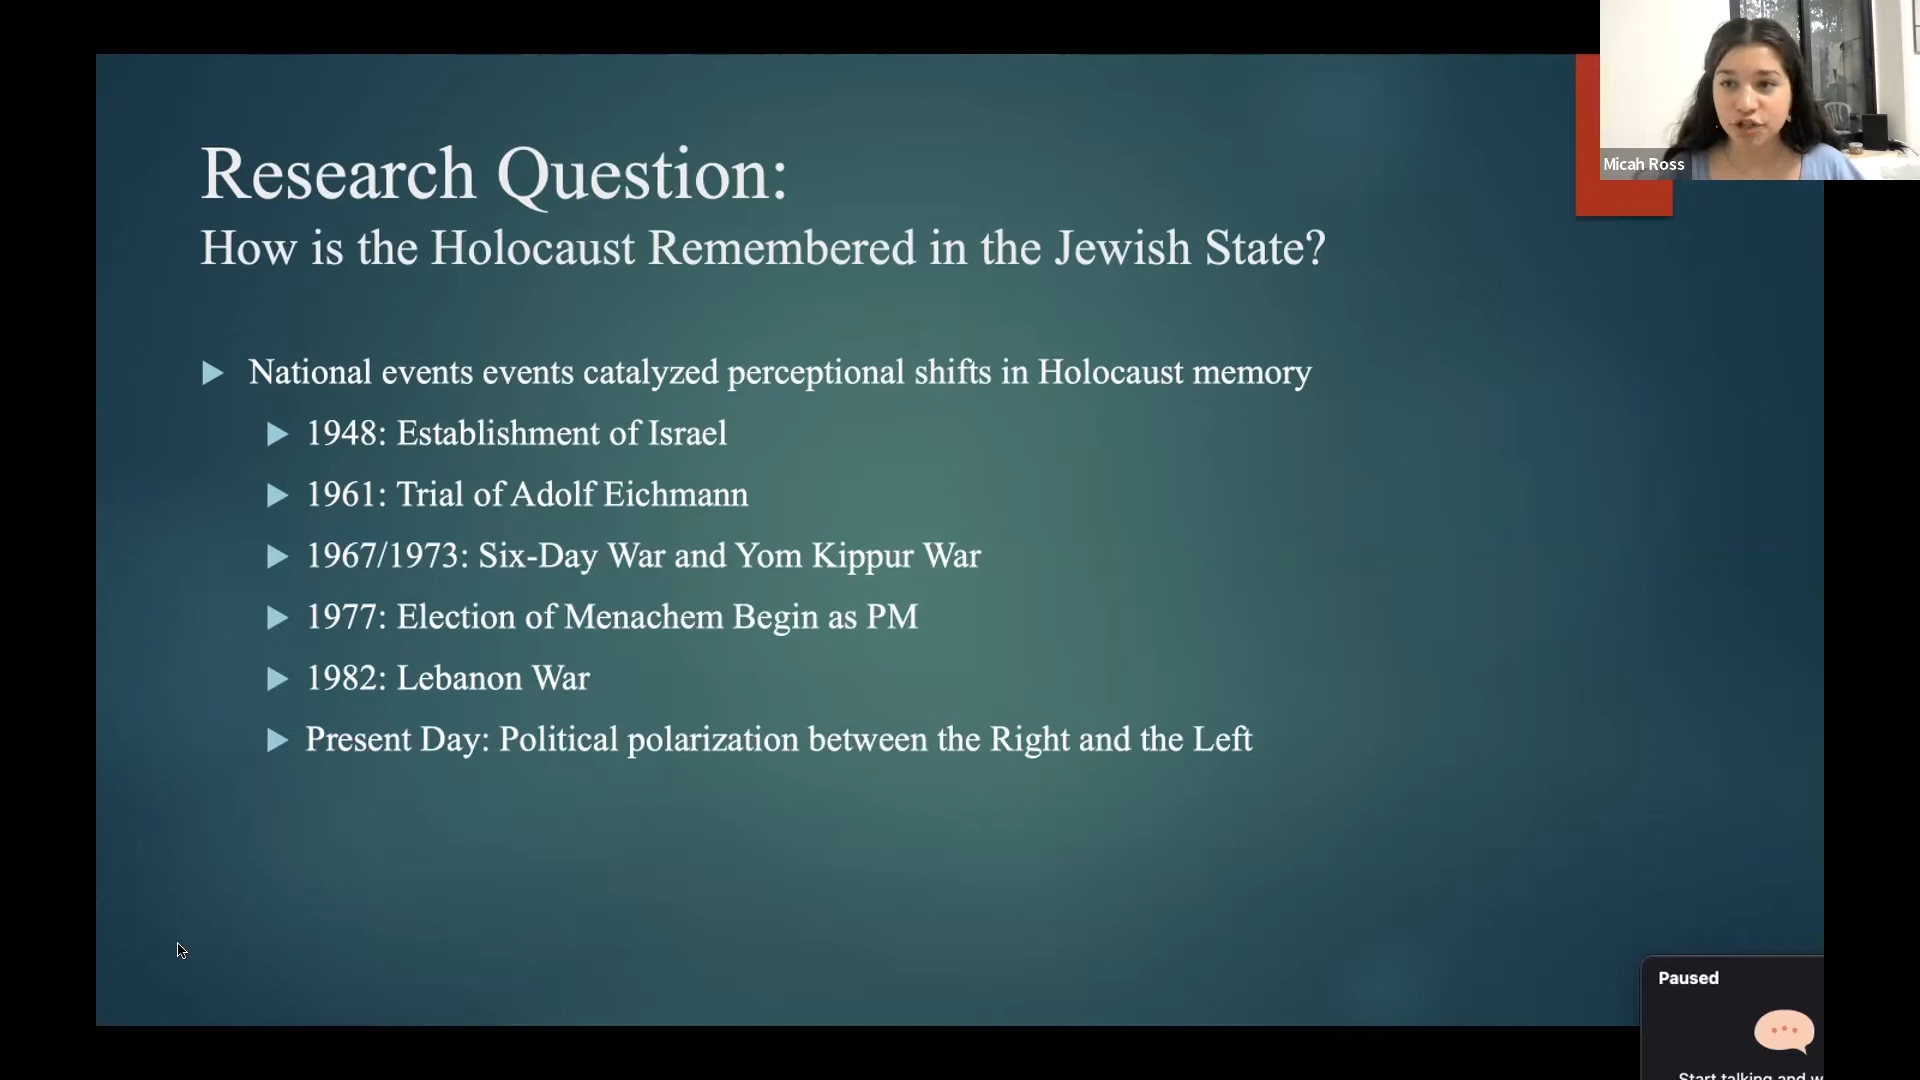 Research Question:
How is the Holocaust Remembered in the Jewish State?
National events events catalyzed perceptional shifts in Holocaust memory
1948: Establishment of Israel
1961: Trial of Adolf Eichmann
1967/1973: Six-Day War and Yom Kippur War
1977: Election of Menachem Begin as PM
1982: Lebanon War
Present Day: Political polarization between the Right and the Left
Micah Ross
Paused
Start talking and